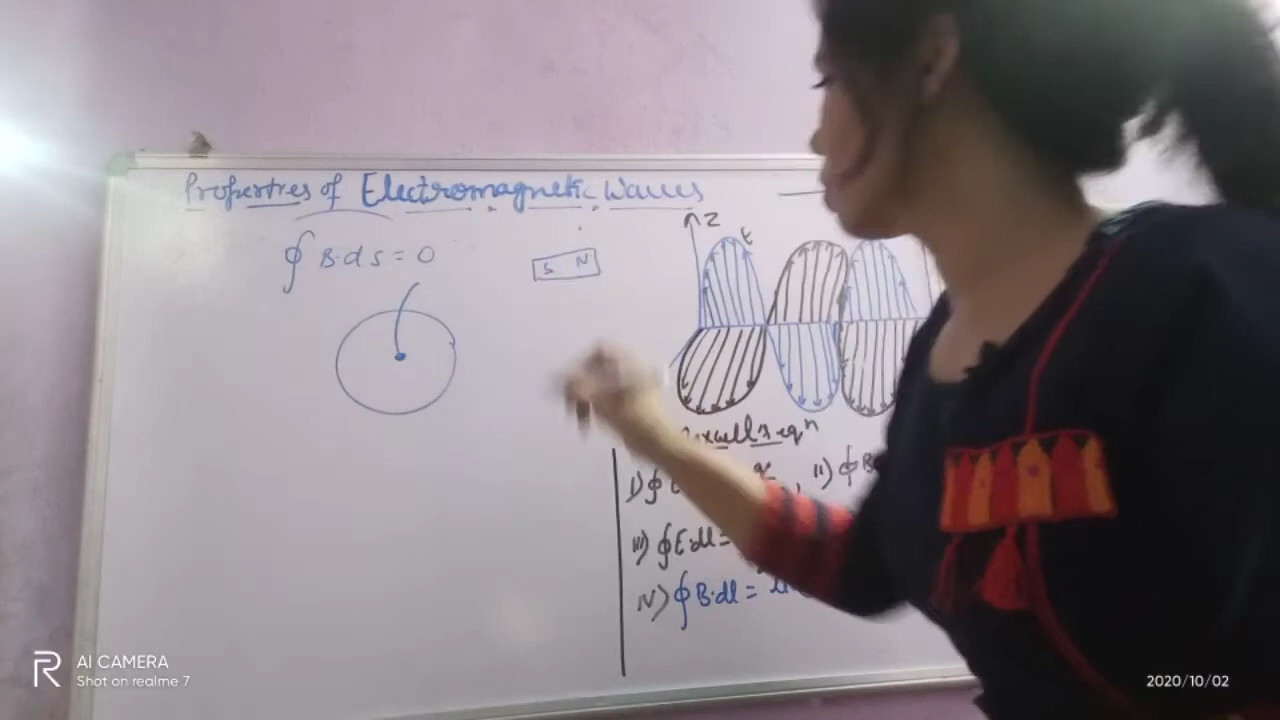 Properties of Electromagnetic Waves
∮ B.ds = 0
S N
Z
E
eqⁿ
I) ∮ E
II) ∮ B
III) ∮ E.dl =
IV) ∮ B.dl =
R
AI CAMERA
Shot on realme 7
2020/10/02